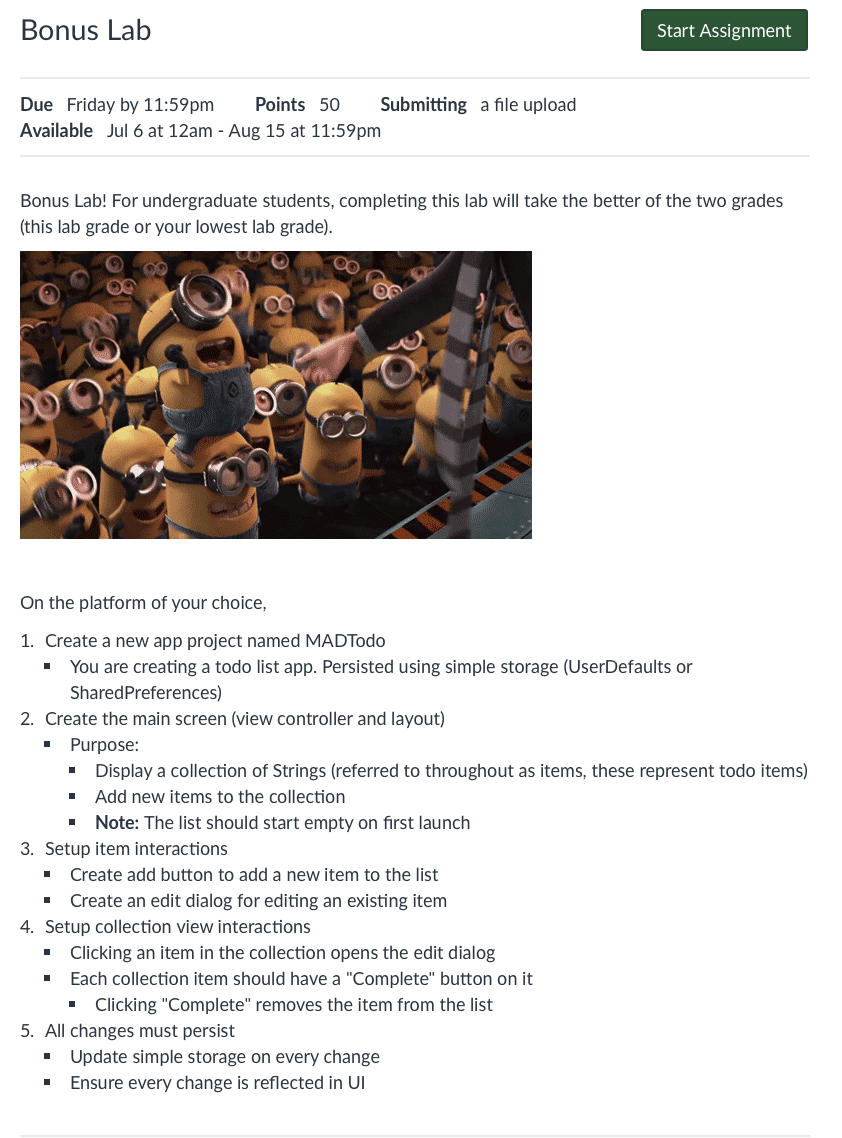 Bonus Lab
Start Assignment
Due Friday by 11:59pm Points 50 Submitting a file upload
Available Jul 6 at 12am - Aug 15 at 11:59pm
Bonus Lab! For undergraduate students, completing this lab will take the better of the two grades
(this lab grade or your lowest lab grade).
On the platform of your choice,
1. Create a new app project named MADTodo
▪ You are creating a todo list app. Persisted using simple storage (UserDefaults or
SharedPreferences)
2. Create the main screen (view controller and layout)
▪ Purpose:
▪ Display a collection of Strings (referred to throughout as items, these represent todo items)
▪ Add new items to the collection
▪ Note: The list should start empty on first launch
3. Setup item interactions
▪ Create add button to add a new item to the list
▪ Create an edit dialog for editing an existing item
4. Setup collection view interactions
▪ Clicking an item in the collection opens the edit dialog
▪ Each collection item should have a "Complete" button on it
▪ Clicking "Complete" removes the item from the list
5. All changes must persist
▪ Update simple storage on every change
▪ Ensure every change is reflected in UI